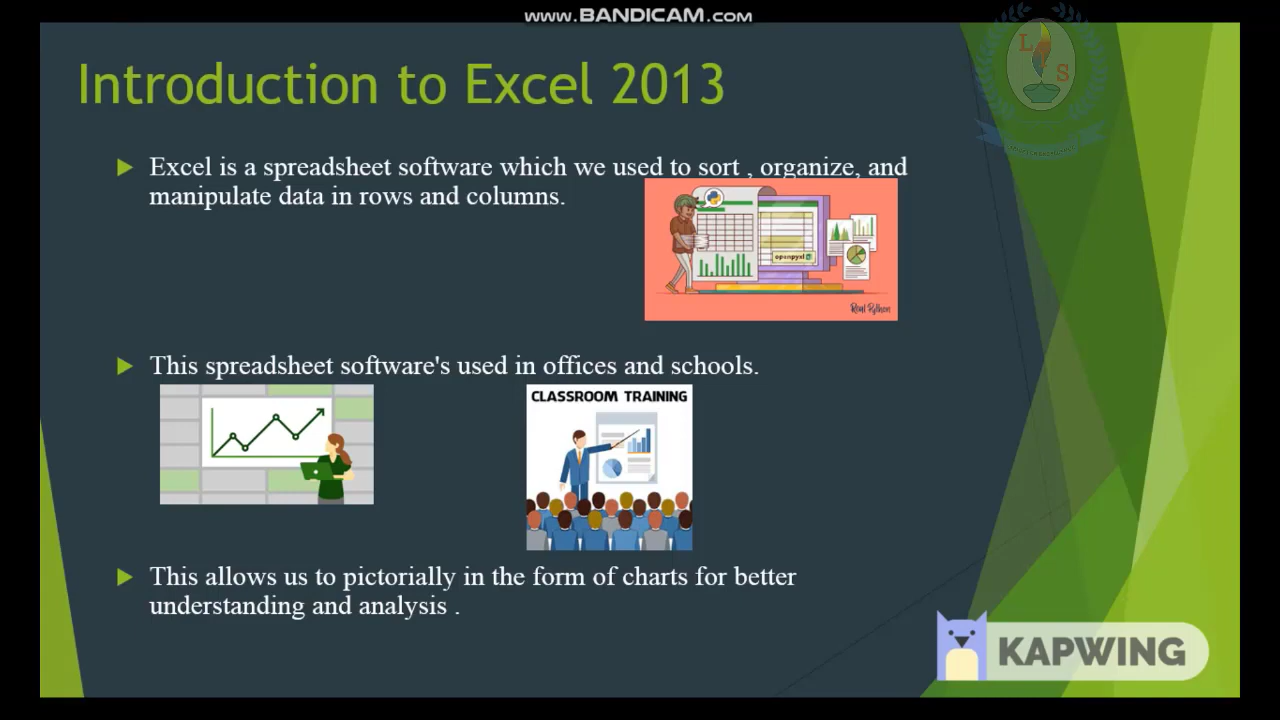 www.BANDICAM.com
L
S
Introduction to Excel 2013
Excel is a spreadsheet software which we used to sort , organize, and
manipulate data in rows and columns.
openpyxl
Real Python
This spreadsheet software's used in offices and schools.
CLASSROOM TRAINING
This allows us to pictorially in the form of charts for better
understanding and analysis .
KAPWING